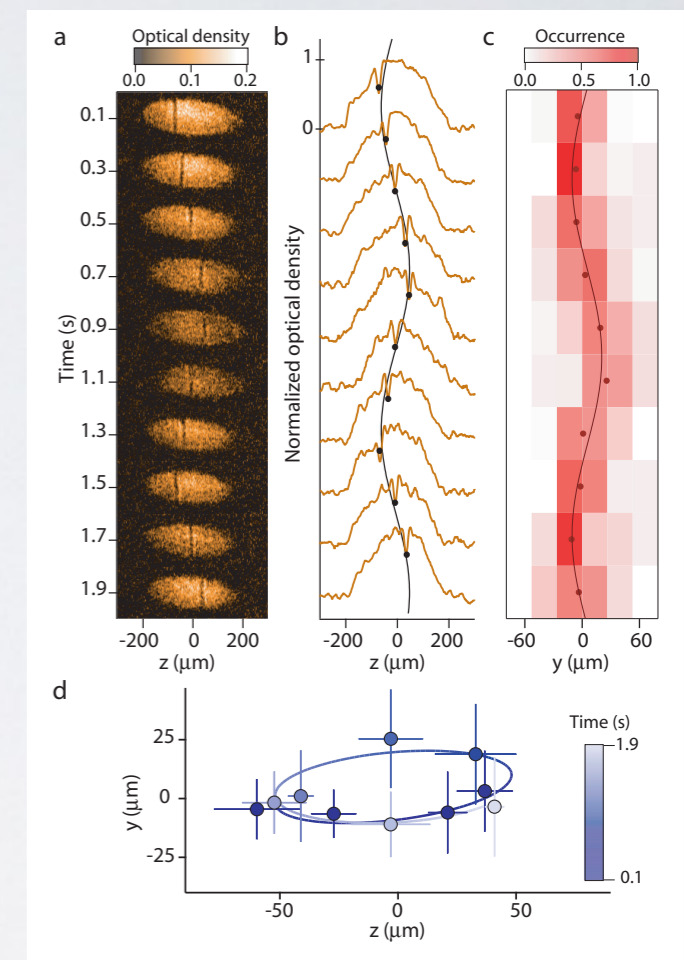 a
Optical density
0.0 0.1 0.2
b
c
Occurrence
0.0 0.5 1.0
Time (s)
0.1
0.3
0.5
0.7
0.9
1.1
1.3
1.5
1.7
1.9
-200 0 200
z (μm)
Normalized optical density
1
0
-200 0 200
z (μm)
-60 0 60
y (μm)
d
y (μm)
25
0
-25
-50 0 50
z (μm)
Time (s)
1.9
0.1